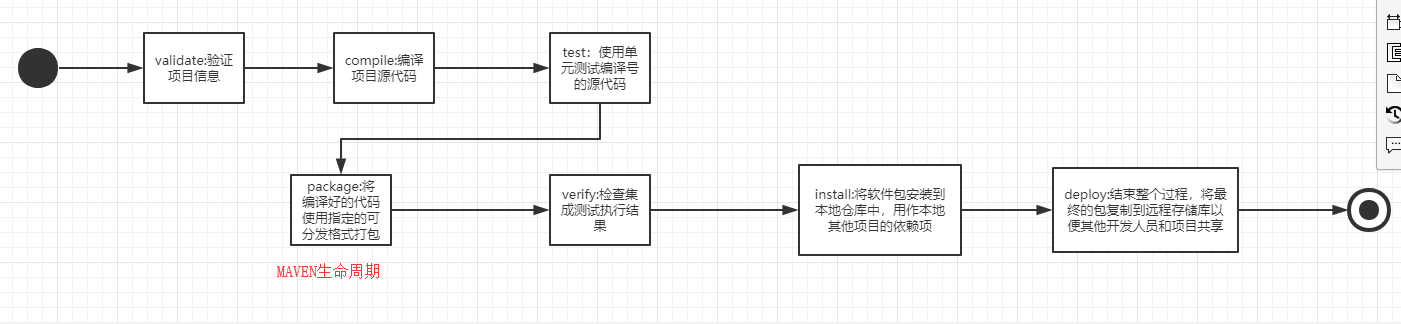 validate:验证
项目信息
compile:编译
项目源代码
test：使用单
元测试编译号
的源代码
package:将
编译好的代码
使用指定的可
分发格式打包
verify:检查集
成测试执行结
果
install:将软件包安装到
本地仓库中，用作本地
其他项目的依赖项
deploy:结束整个过程，将最
终的包复制到远程存储库以
便其他开发人员和项目共享
MAVEN生命周期